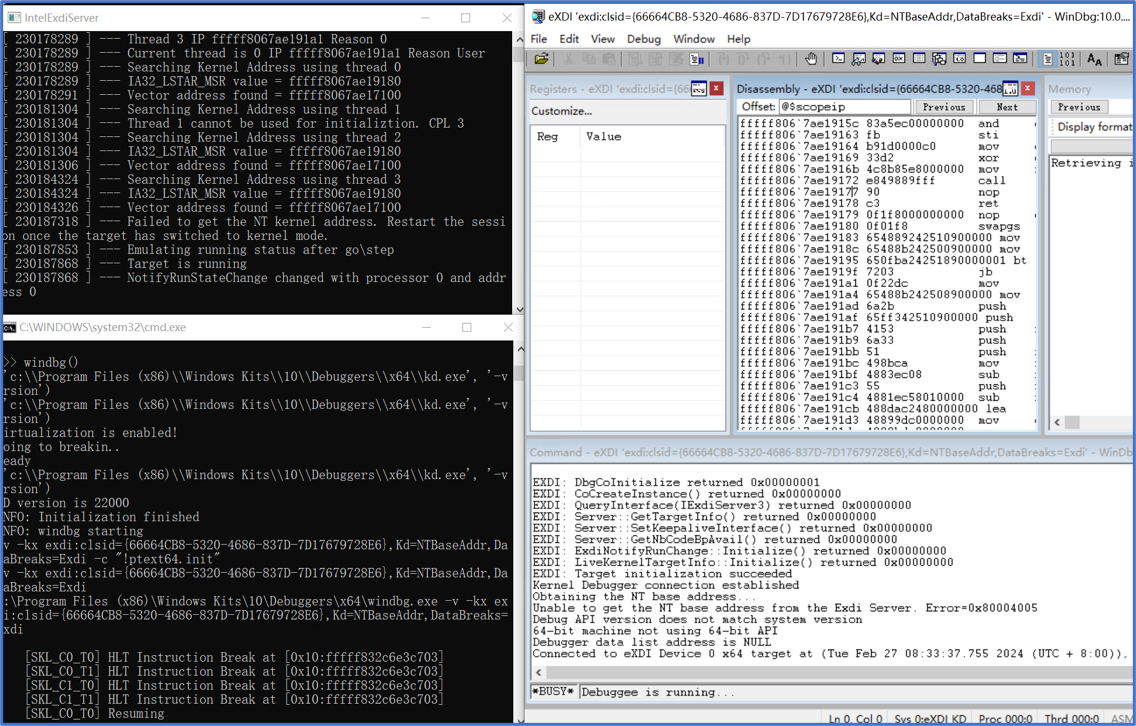 IntelExdiServer
[ 230178289 ] --- Thread 3 IP fffff8067ae191a1 Reason 0
[ 230178289 ] --- Current thread is 0 IP fffff8067ae191a1 Reason User
[ 230178289 ] --- Searching Kernel Address using thread 0
[ 230178289 ] --- IA32_LSTAR_MSR value = fffff8067ae19180
[ 230178291 ] --- Vector address found = fffff8067ae17100
[ 230181304 ] --- Searching Kernel Address using thread 1
[ 230181304 ] --- Thread 1 cannot be used for initializtion. CPL 3
[ 230181304 ] --- Searching Kernel Address using thread 2
[ 230181304 ] --- IA32_LSTAR_MSR value = fffff8067ae19180
[ 230181306 ] --- Vector address found = fffff8067ae17100
[ 230184324 ] --- Searching Kernel Address using thread 3
[ 230184324 ] --- IA32_LSTAR_MSR value = fffff8067ae19180
[ 230184326 ] --- Vector address found = fffff8067ae17100
[ 230187318 ] --- Failed to get the NT kernel address. Restart the sessi
on once the target has switched to kernel mode.
[ 230187853 ] --- Emulating running status after go\step
[ 230187868 ] --- Target is running
[ 230187868 ] --- NotifyRunStateChange changed with processor 0 and addr
ess 0
C:\WINDOWS\system32\cmd.exe
>> windbg()
'c:\\Program Files (x86)\\Windows Kits\\10\\Debuggers\\x64\\kd.exe', '-v
rsion')
'c:\\Program Files (x86)\\Windows Kits\\10\\Debuggers\\x64\\kd.exe', '-v
rsion')
irtualization is enabled!
oing to breakin..
eady
'c:\\Program Files (x86)\\Windows Kits\\10\\Debuggers\\x64\\kd.exe', '-v
rsion')
D version is 22000
NFO: Initialization finished
NFO: windbg starting
v -kx exdi:clsid={66664CB8-5320-4686-837D-7D17679728E6},Kd=NTBaseAddr,Da
aBreaks=Exdi -c "!ptext64.init"
v -kx exdi:clsid={66664CB8-5320-4686-837D-7D17679728E6},Kd=NTBaseAddr,Da
aBreaks=Exdi
:\Program Files (x86)\Windows Kits\10\Debuggers\x64\windbg.exe -v -kx ex
i:clsid={66664CB8-5320-4686-837D-7D17679728E6},Kd=NTBaseAddr,DataBreaks=
xdi
[SKL_C0_T0] HLT Instruction Break at [0x10:fffff832c6e3c703]
[SKL_C0_T1] HLT Instruction Break at [0x10:fffff832c6e3c703]
[SKL_C1_T0] HLT Instruction Break at [0x10:fffff832c6e3c703]
[SKL_C1_T1] HLT Instruction Break at [0x10:fffff832c6e3c703]
[SKL_C0_T0] Resuming
eXDI 'exdi:clsid={66664CB8-5320-4686-837D-7D17679728E6},Kd=NTBaseAddr,DataBreaks=Exdi' - WinDbg:10.0...
File Edit View Debug Window Help
Registers - eXDI 'exdi:clsid={66
Customize...
Reg Value
Disassembly - eXDI 'exdi:clsid={66664CB8-5320-4686-468
Offset: @$scopeip Previous Next
fffff806`7ae1915c 83a5ec00000000 and
fffff806`7ae19163 fb sti
fffff806`7ae19164 b91d0000c0 mov
fffff806`7ae19169 33d2 xor
fffff806`7ae1916b 4c8b85e8000000 mov
fffff806`7ae19172 e849889fff call
fffff806`7ae19177 90 nop
fffff806`7ae19178 c3 ret
fffff806`7ae19179 0f1f8000000000 nop
fffff806`7ae19180 0f01f8 swapgs
fffff806`7ae19183 654889242510900000 mov
fffff806`7ae1918c 65488b242500900000 mov
fffff806`7ae19195 650fba24251890000001 bt
fffff806`7ae1919f 7203 jb
fffff806`7ae191a1 0f22dc mov
fffff806`7ae191a4 65488b242508900000 mov
fffff806`7ae191ad 6a2b push
fffff806`7ae191af 65ff342510900000 push
fffff806`7ae191b7 4153 push
fffff806`7ae191b9 6a33 push
fffff806`7ae191bb 51 push
fffff806`7ae191bc 498bca mov
fffff806`7ae191bf 4883ec08 sub
fffff806`7ae191c3 55 push
fffff806`7ae191c4 4881ec58010000 sub
fffff806`7ae191cb 488dac2480000000 lea
fffff806`7ae191d3 48899dc0000000 mov
Memory
Previous
Display format
Retrieving i
Command - eXDI 'exdi:clsid={66664CB8-5320-4686-837D-7D17679728E6},Kd=NTBaseAddr,DataBreaks=Exdi' - WinDb
EXDI: DbgCoInitialize returned 0x00000001
EXDI: CoCreateInstance() returned 0x00000000
EXDI: QueryInterface(IExdiServer3) returned 0x00000000
EXDI: Server::GetTargetInfo() returned 0x00000000
EXDI: Server::SetKeepaliveInterface() returned 0x00000000
EXDI: Server::GetNbCodeBpAvail() returned 0x00000000
EXDI: ExdiNotifyRunChange::Initialize() returned 0x00000000
EXDI: LiveKernelTargetInfo::Initialize() returned 0x00000000
EXDI: Target initialization succeeded
Kernel Debugger connection established
Obtaining the NT base address...
Unable to get the NT base address from the Exdi Server. Error=0x80004005
Debug API version does not match system version
64-bit machine not using 64-bit API
Debugger data list address is NULL
Connected to eXDI Device 0 x64 target at (Tue Feb 27 08:33:37.755 2024 (UTC + 8:00)),
*BUSY* Debuggee is running...
Ln 0, Col 0 Sys 0:eXDI KD Proc 000:0 Thrd 000:0 ASM